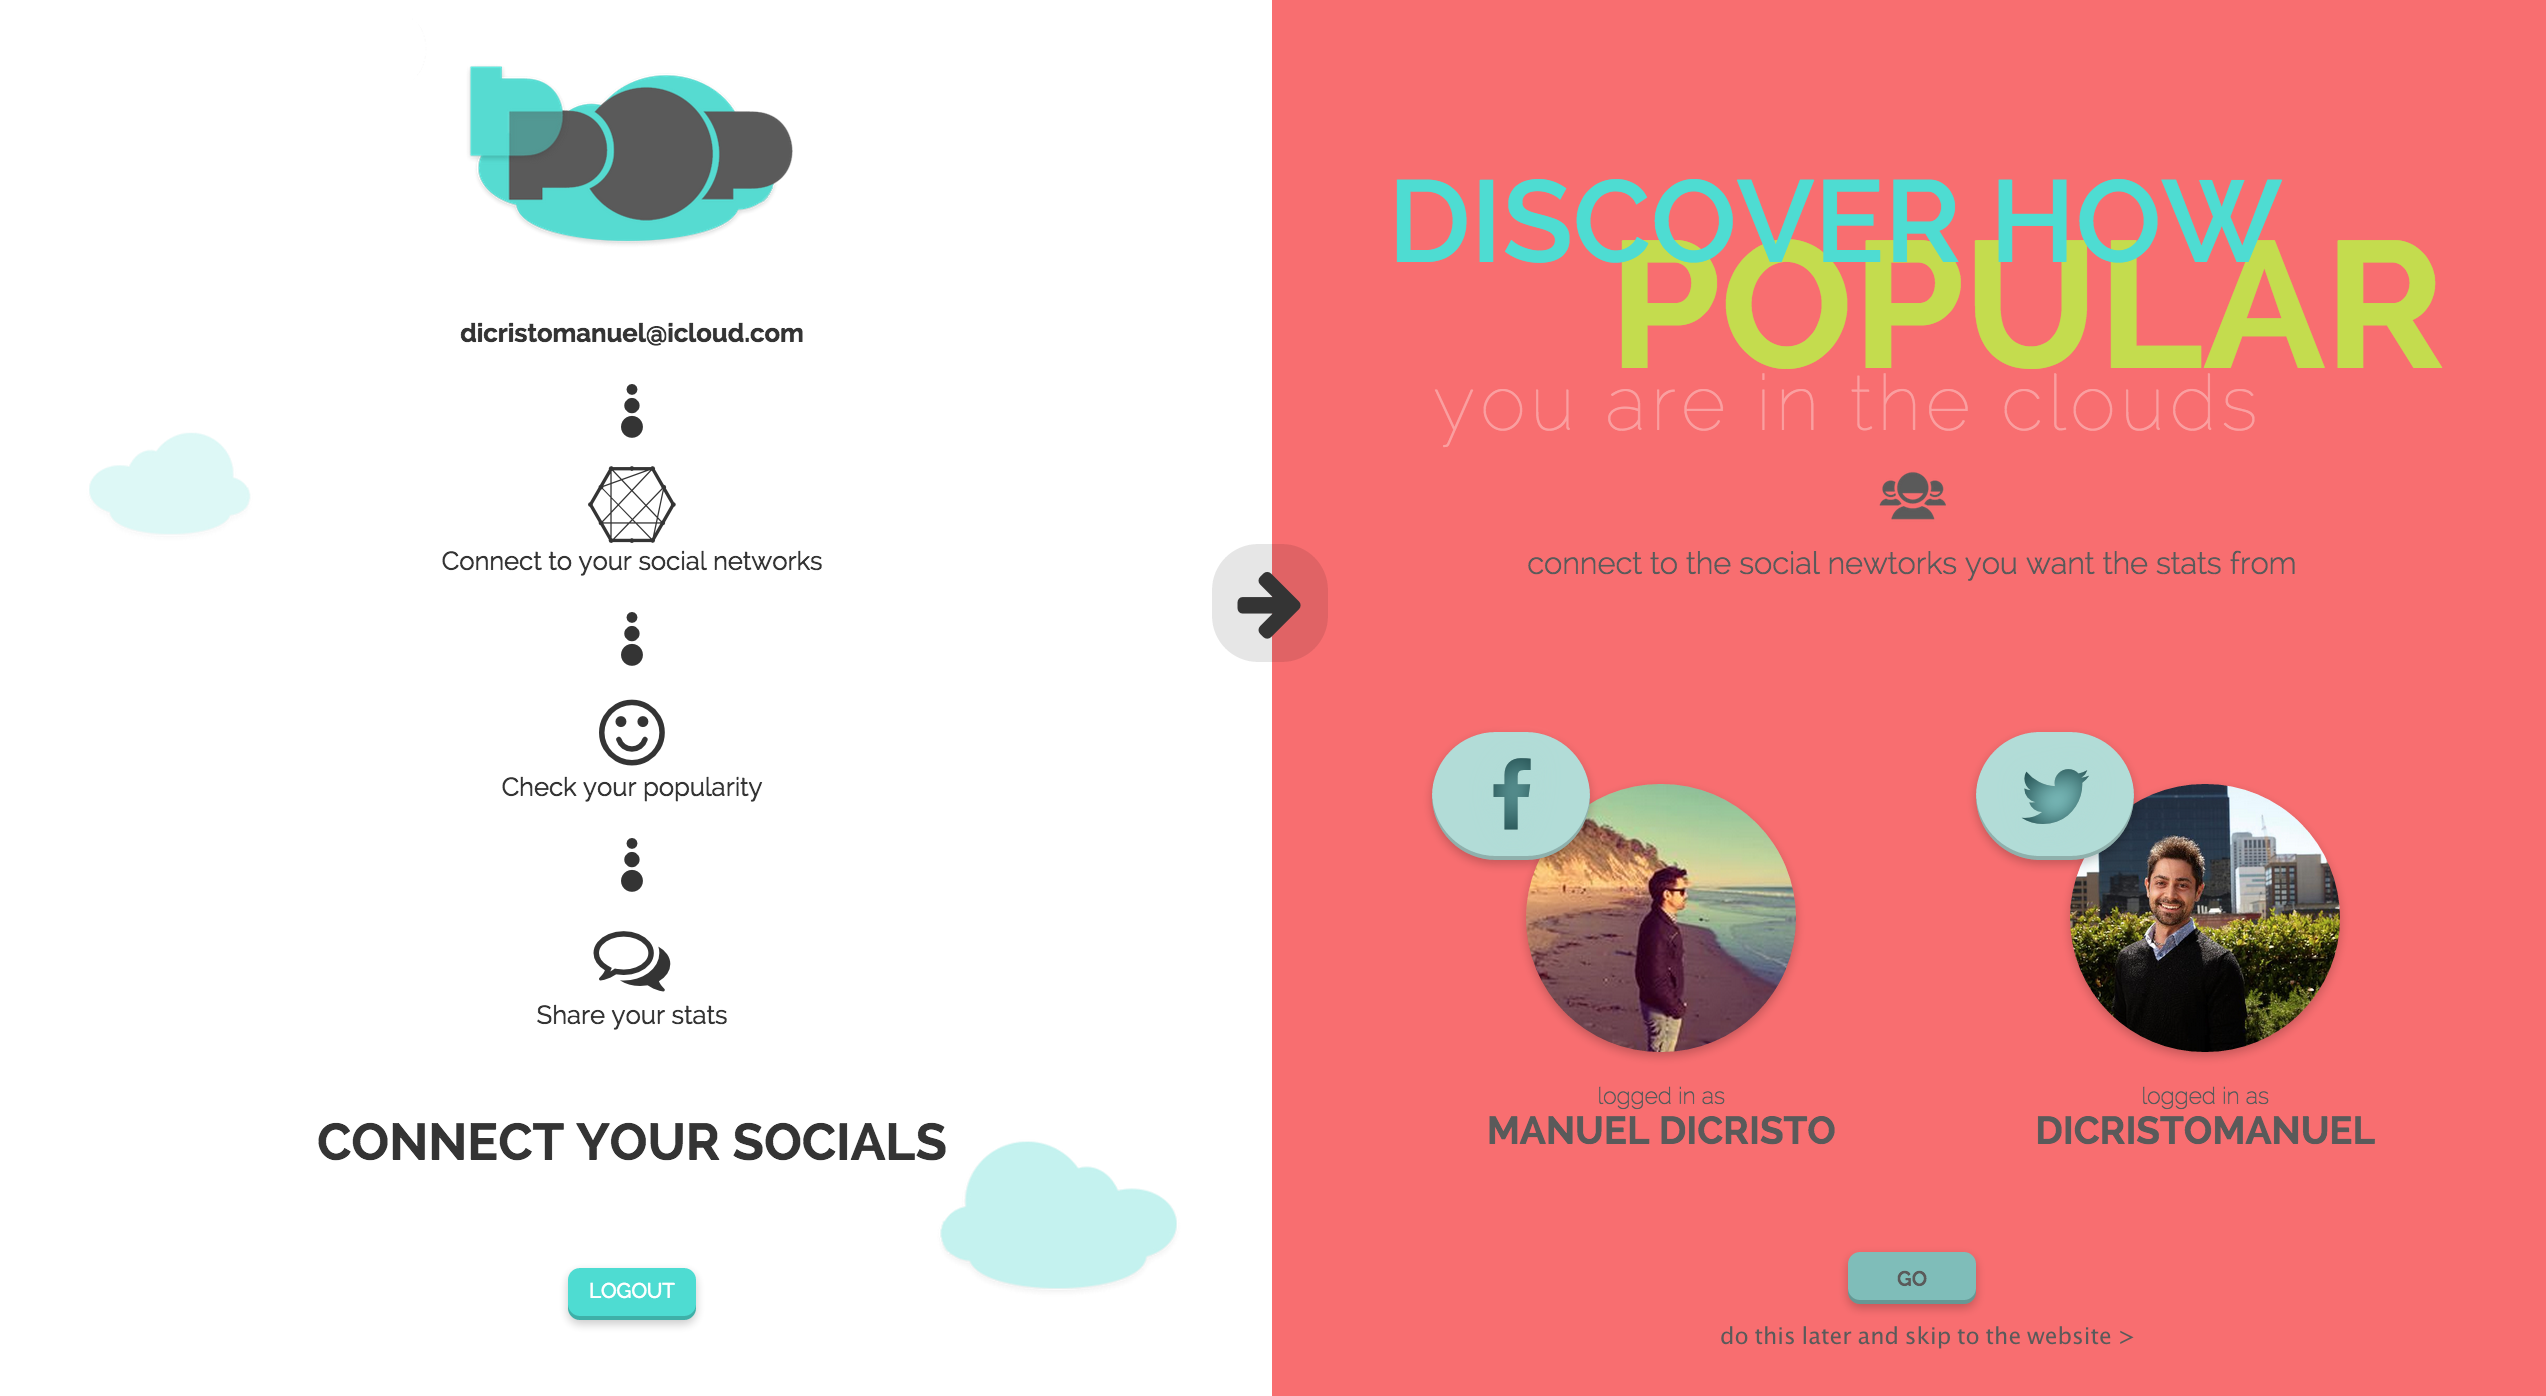 pop
dicristomanuel@icloud.com
Connect to your social networks
Check your popularity
Share your stats
CONNECT YOUR SOCIALS
LOGOUT
DISCOVER HOW
POPULAR
you are in the clouds
connect to the social newtorks you want the stats from
logged in as
MANUEL DICRISTO
logged in as
DICRISTOMANUEL
GO
do this later and skip to the website >